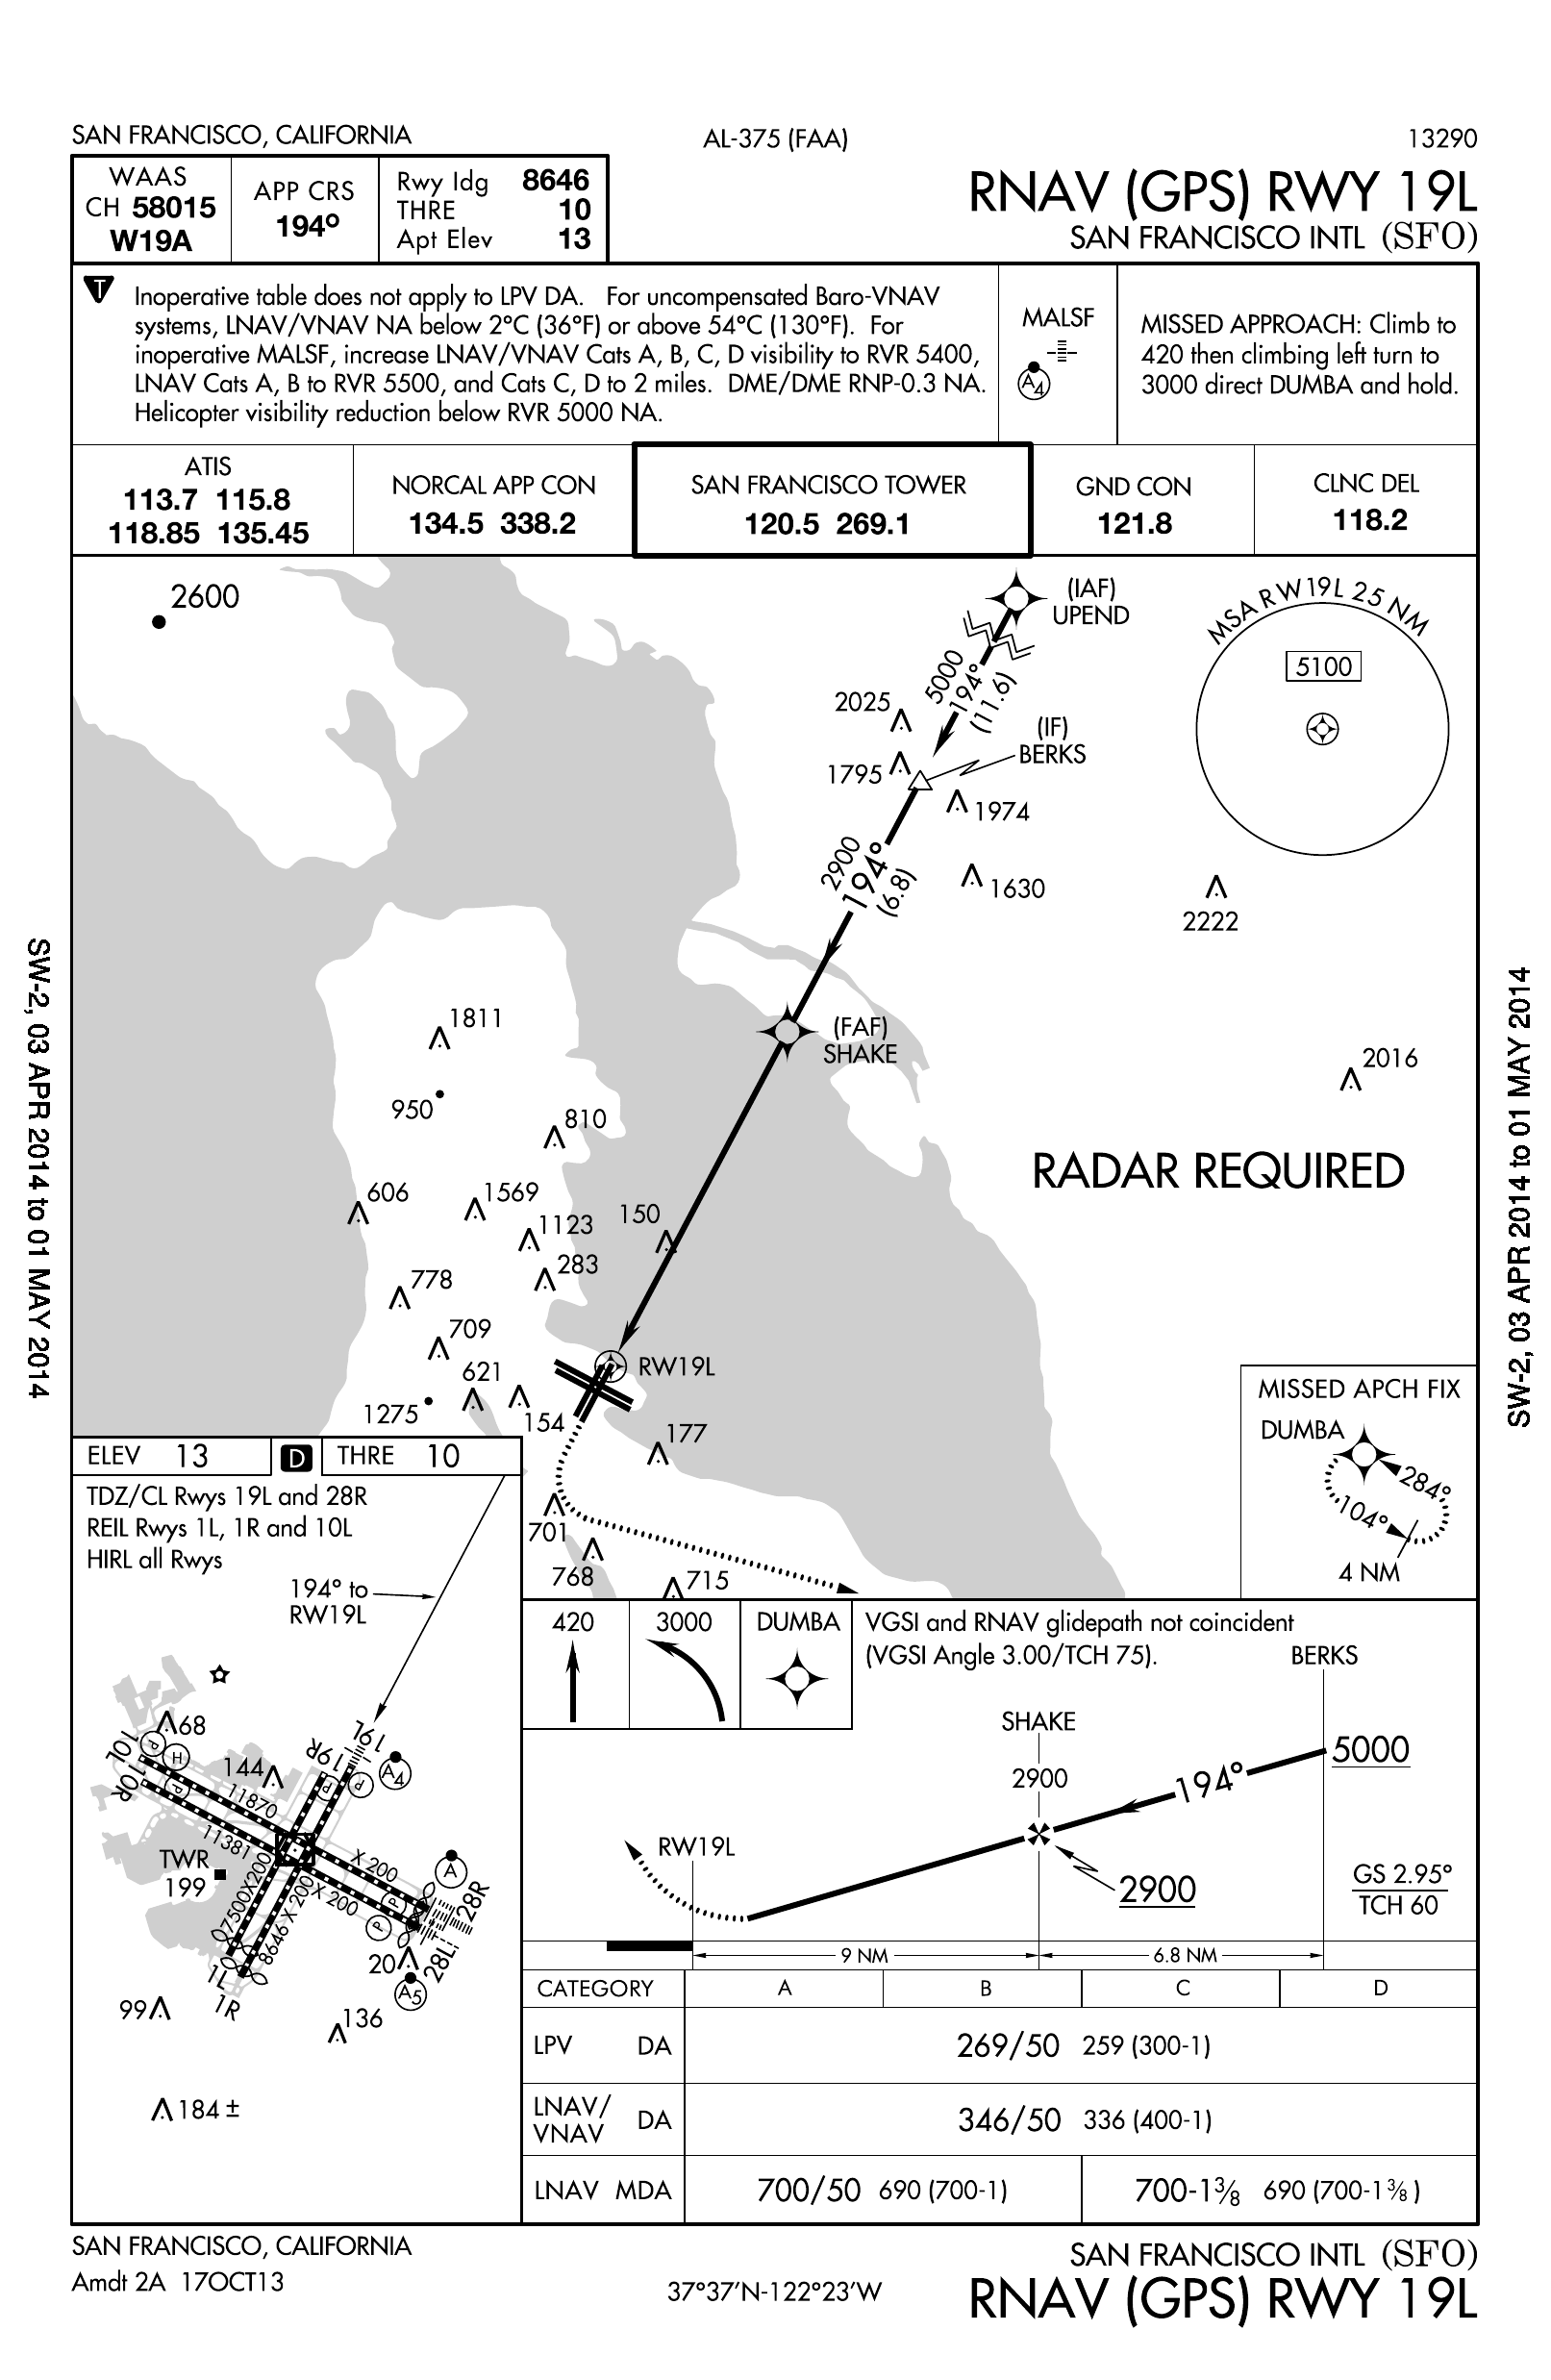 SAN FRANCISCO, CALIFORNIA
AL-375 (FAA)
13290
WAAS
CH 58015
W19A
APP CRS
194°
Rwy Idg 8646
THRE 10
Apt Elev 13
RNAV (GPS) RWY 19L
SAN FRANCISCO INTL (SFO)
T
Inoperative table does not apply to LPV DA. For uncompensated Baro-VNAV
systems, LNAV/VNAV NA below 2°C (36°F) or above 54°C (130°F). For
inoperative MALSF, increase LNAV/VNAV Cats A, B, C, D visibility to RVR 5400,
LNAV Cats A, B to RVR 5500, and Cats C, D to 2 miles. DME/DME RNP-0.3 NA.
Helicopter visibility reduction below RVR 5000 NA.
MALSF
A4
MISSED APPROACH: Climb to
420 then climbing left turn to
3000 direct DUMBA and hold.
ATIS
113.7 115.8
118.85 135.45
NORCAL APP CON
134.5 338.2
SAN FRANCISCO TOWER
120.5 269.1
GND CON
121.8
CLNC DEL
118.2
2600
(IAF)
UPEND
MSA RW19L 25 NM
5100
5000
194°
(11.6)
2025
(IF)
BERKS
1795
1974
2900
194°
(6.8)
1630
2222
SW-2, 03 APR 2014 to 01 MAY 2014
SW-2, 03 APR 2014 to 01 MAY 2014
1811
(FAF)
SHAKE
2016
950
810
RADAR REQUIRED
606
1569
150
1123
283
778
709
RW19L
621
1275
154
177
MISSED APCH FIX
DUMBA
284°
104°
4 NM
701
768
715
ELEV 13
D
THRE 10
TDZ/CL Rwys 19L and 28R
REIL Rwys 1L, 1R and 10L
HIRL all Rwys
194° to
RW19L
68
10L
P
H
10R
P
144
19R
19L
P
P
A4
11870
11381
TWR
199
X 200
X 200
7500X200
8646 X 200
A
28R
P
P
28L
20
A5
1L
1R
99
136
184 ±
420
3000
DUMBA
VGSI and RNAV glidepath not coincident
(VGSI Angle 3.00/TCH 75).
BERKS
SHAKE
2900
5000
194°
RW19L
2900
GS 2.95°
TCH 60
9 NM
6.8 NM
CATEGORY A B C D
LPV DA 269/50 259 (300-1)
LNAV/
VNAV DA 346/50 336 (400-1)
LNAV MDA 700/50 690 (700-1) 700-1⅜ 690 (700-1⅜)
SAN FRANCISCO, CALIFORNIA
Amdt 2A 17OCT13
37°37'N-122°23'W
SAN FRANCISCO INTL (SFO)
RNAV (GPS) RWY 19L